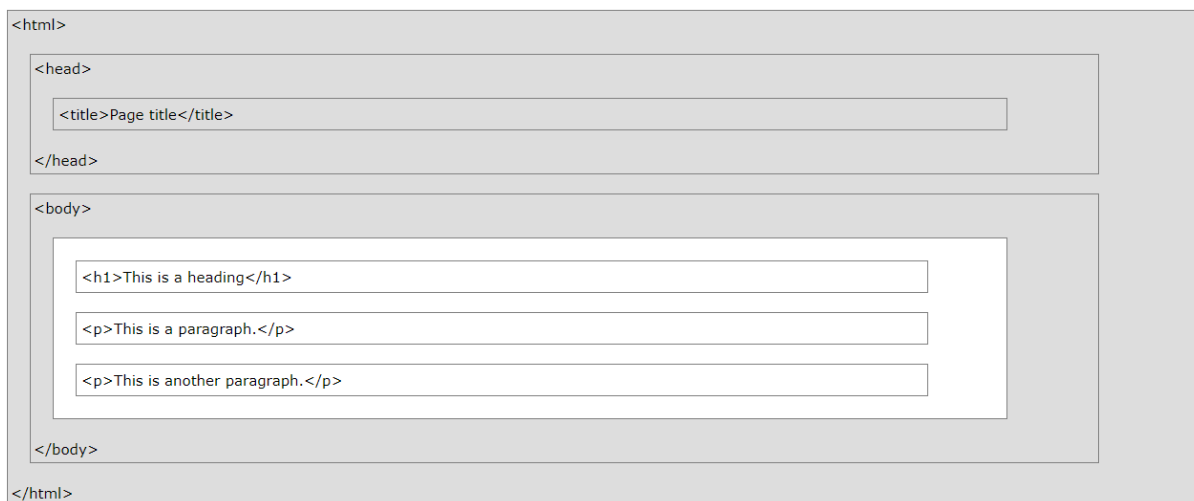 <html>
<head>
<title>Page title</title>
</head>
<body>
<h1>This is a heading</h1>
<p>This is a paragraph.</p>
<p>This is another paragraph.</p>
</body>
</html>